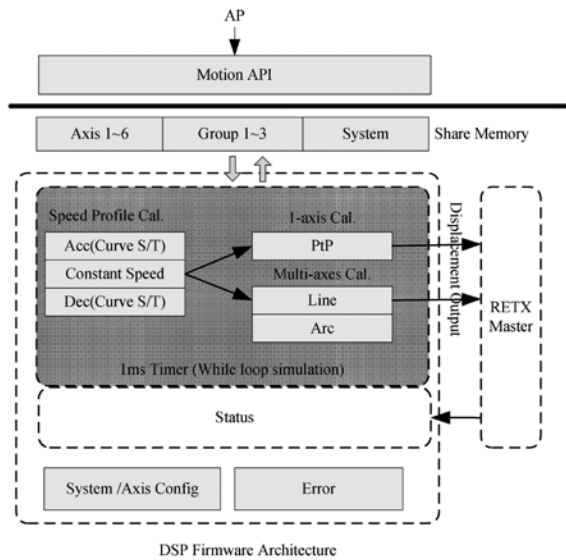 AP
Motion API
Axis 1~6
Group 1~3
System
Share Memory
Speed Profile Cal.
1-axis Cal.
Acc(Curve S/T)
PtP
Constant Speed
Multi-axes Cal.
Dec(Curve S/T)
Line
Arc
1ms Timer (While loop simulation)
Displacement Output
RETX
Master
Status
System /Axis Config
Error
DSP Firmware Architecture